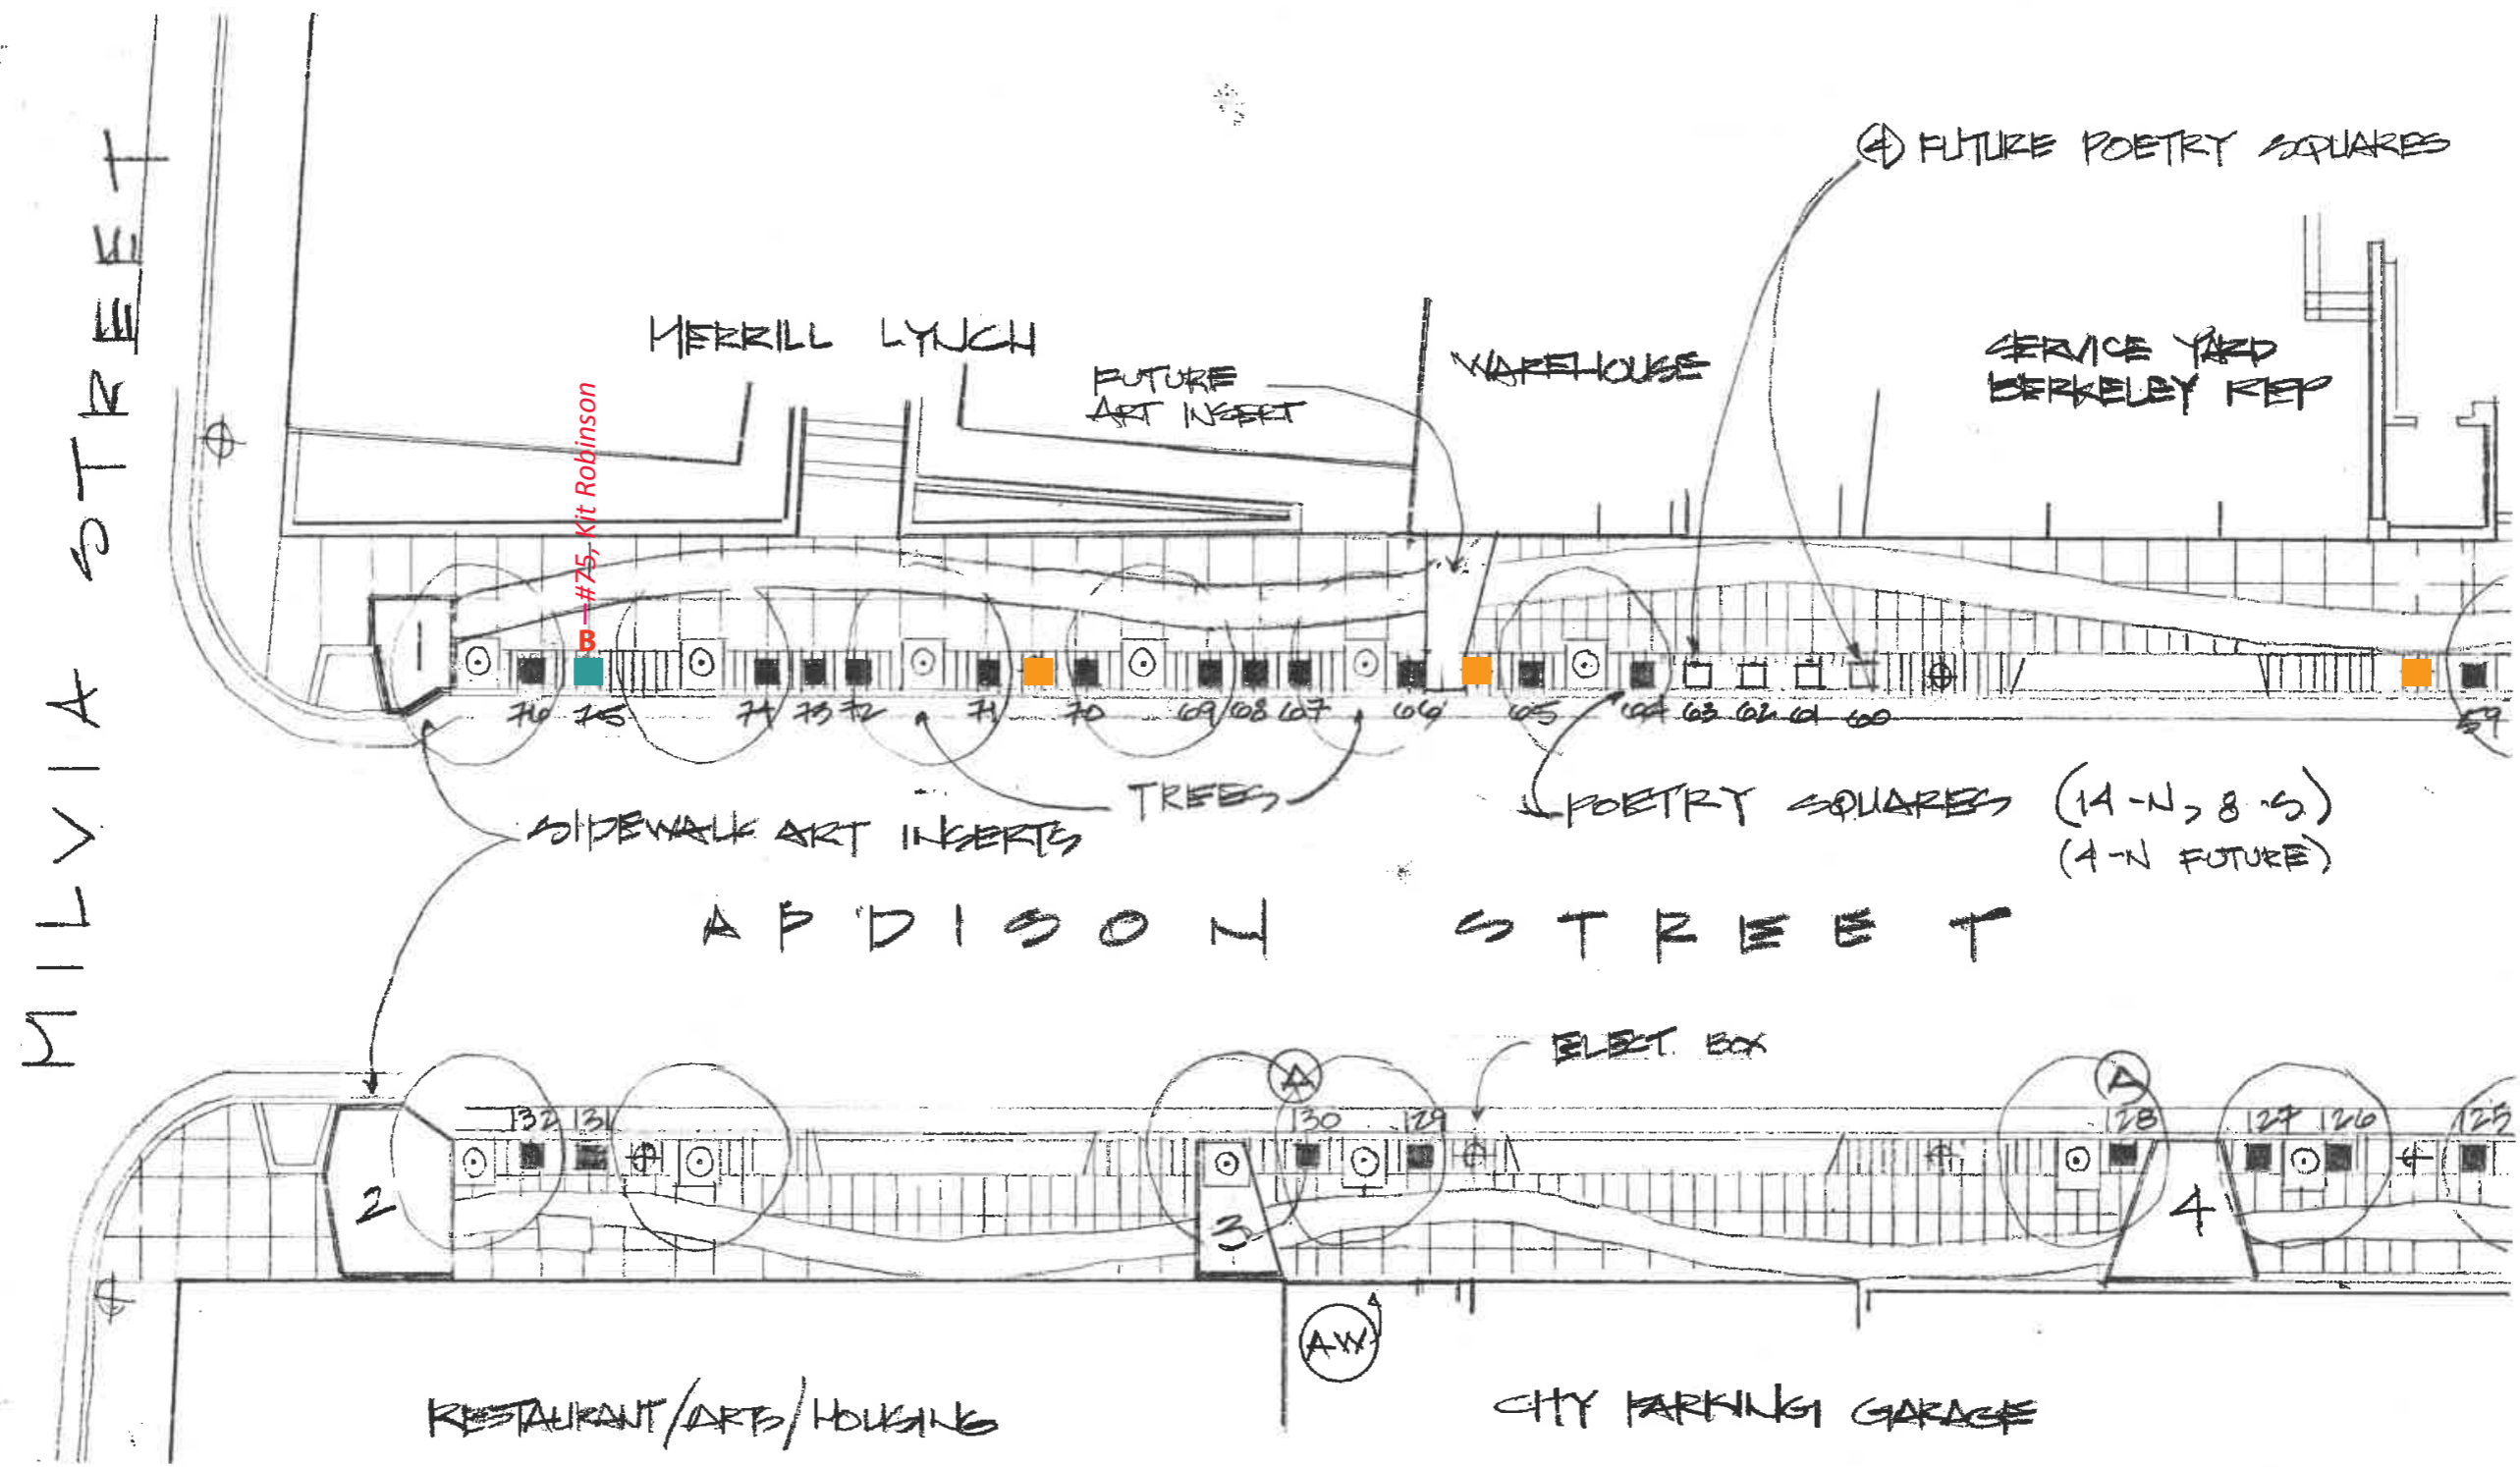 MILVIA STREET
④ FUTURE POETRY SQUARES
MERRILL LYNCH
FUTURE
ART INSERT
WAREHOUSE
SERVICE YARD
BERKELEY REP
#75, Kit Robinson
B
1
76 75 74 73 72 71 70 69 68 67 66 65 64 63 62 61 60 59
TREES
SIDEWALK ART INSERTS
POETRY SQUARES (14-N, 8-S)
(4-N FUTURE)
ADDISON STREET
ELECT. BOX
A A
132 131 130 129 128 127 126 125
2 3 4
AW
RESTAURANT/ARTS/HOUSING
CITY PARKING GARAGE